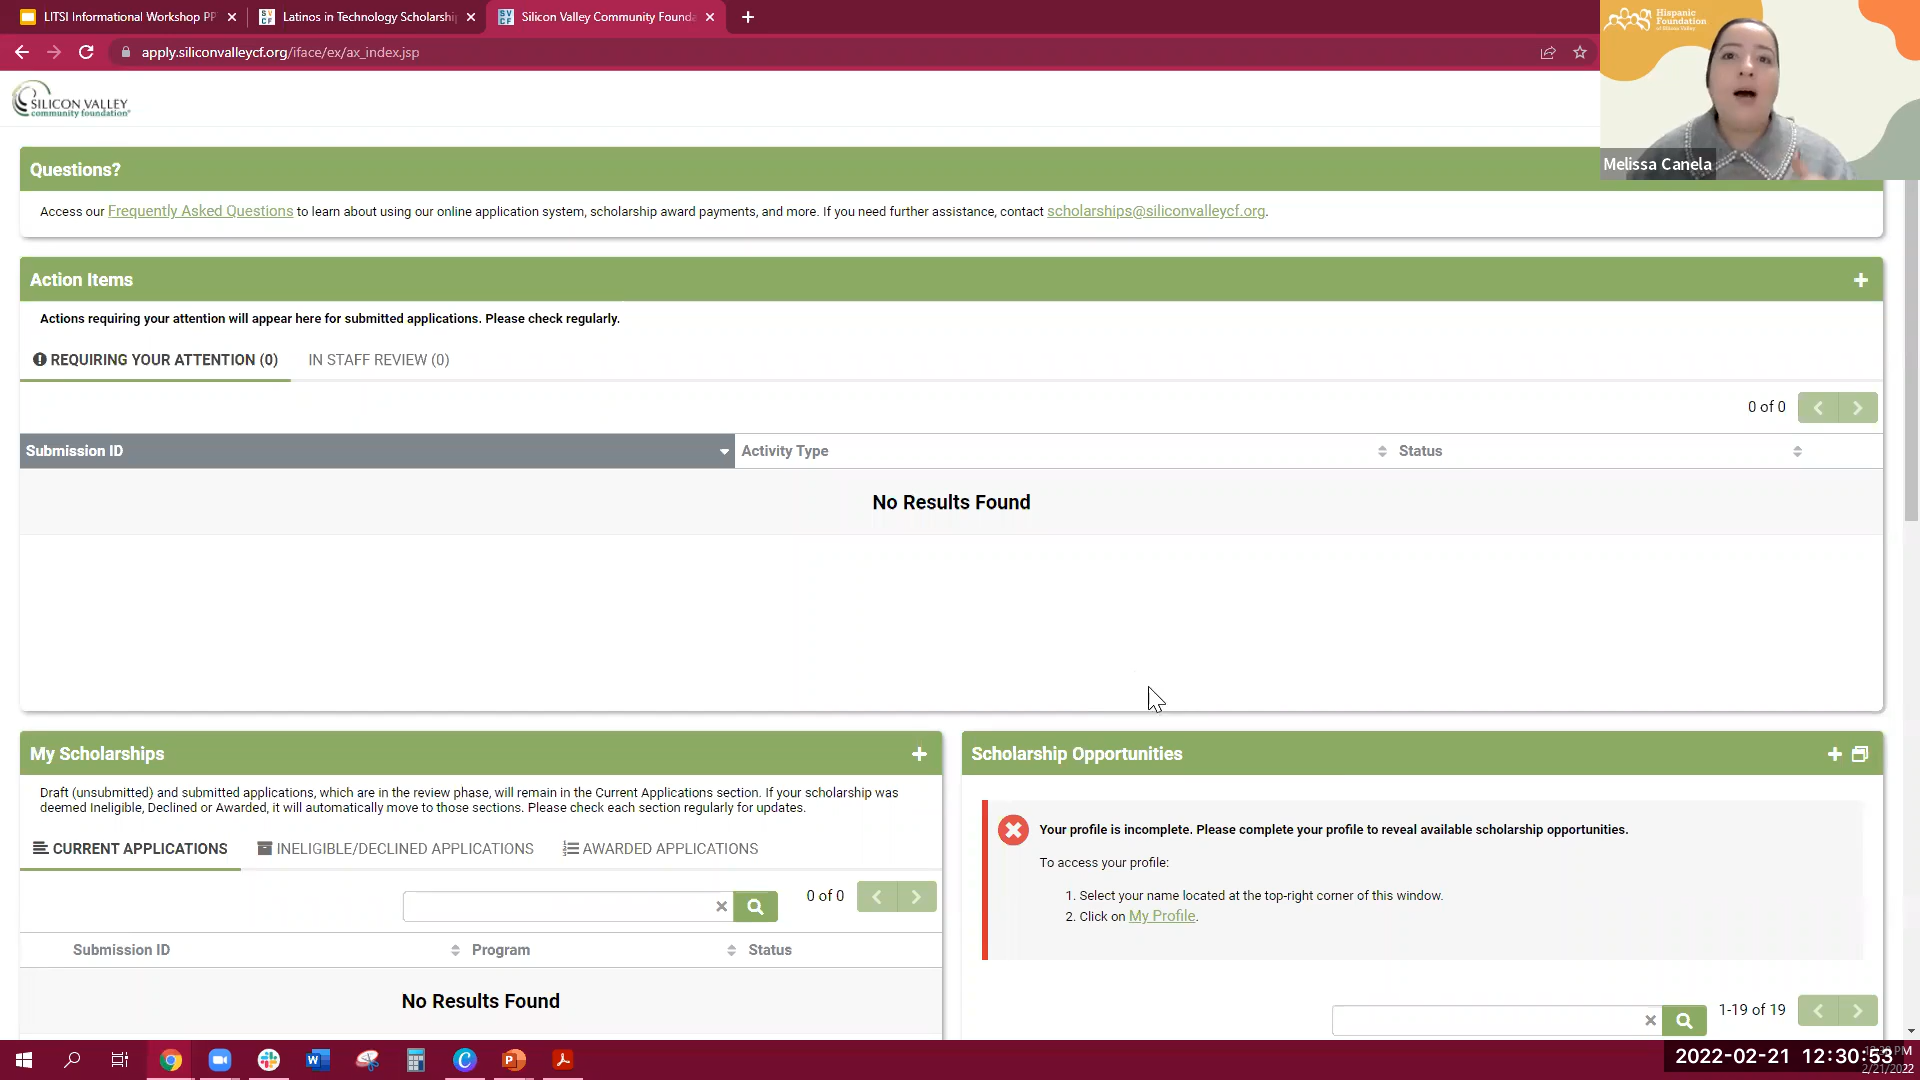 LITSI Informational Workshop PP
Latinos in Technology Scholarship
Silicon Valley Community Founda
apply.siliconvalleycf.org/iface/ex/ax_index.jsp
Hispanic
Foundation
of Silicon Valley
Melissa Canela
SILICON VALLEY
community foundation®
Questions?
Access our Frequently Asked Questions to learn about using our online application system, scholarship award payments, and more. If you need further assistance, contact scholarships@siliconvalleycf.org.
Action Items
Actions requiring your attention will appear here for submitted applications. Please check regularly.
REQUIRING YOUR ATTENTION (0) IN STAFF REVIEW (0)
0 of 0
Submission ID Activity Type Status
No Results Found
My Scholarships
Draft (unsubmitted) and submitted applications, which are in the review phase, will remain in the Current Applications section. If your scholarship was
deemed Ineligible, Declined or Awarded, it will automatically move to those sections. Please check each section regularly for updates.
CURRENT APPLICATIONS INELIGIBLE/DECLINED APPLICATIONS AWARDED APPLICATIONS
0 of 0
Submission ID Program Status
No Results Found
Scholarship Opportunities
Your profile is incomplete. Please complete your profile to reveal available scholarship opportunities.
To access your profile:
1. Select your name located at the top-right corner of this window.
2. Click on My Profile.
1-19 of 19
2022-02-21 12:30:53
PM
2/21/2022